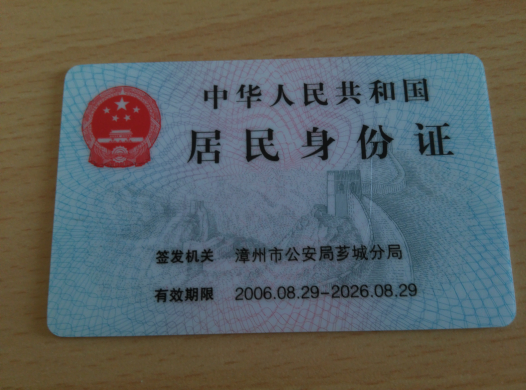 中华人民共和国
居民身份证
签发机关 漳州市公安局芗城分局
有效期限 2006.08.29-2026.08.29